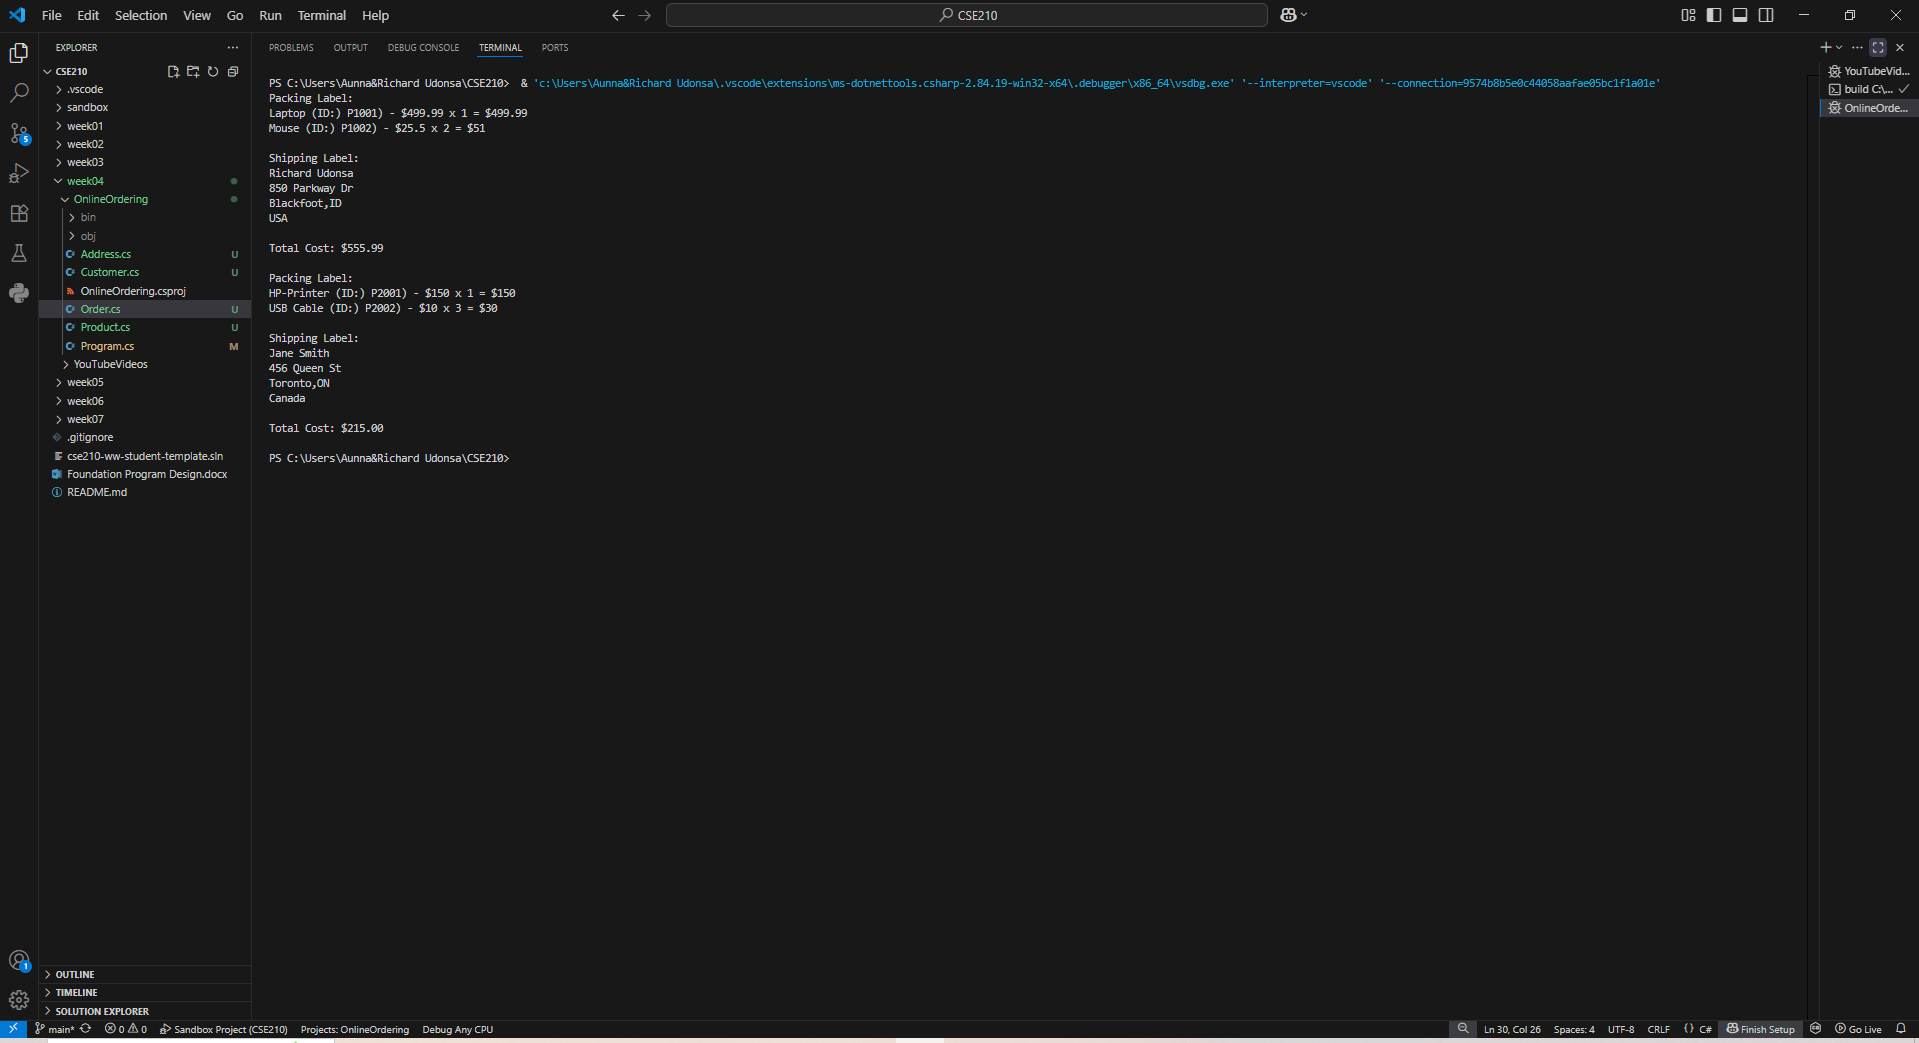 File Edit Selection View Go Run Terminal Help
CSE210
EXPLORER
CSE210
.vscode
sandbox
week01
week02
week03
week04
OnlineOrdering
bin
obj
Address.cs U
Customer.cs U
OnlineOrdering.csproj
Order.cs U
Product.cs U
Program.cs M
YouTubeVideos
week05
week06
week07
.gitignore
cse210-ww-student-template.sln
Foundation Program Design.docx
README.md
OUTLINE
TIMELINE
SOLUTION EXPLORER
PROBLEMS OUTPUT DEBUG CONSOLE TERMINAL PORTS
PS C:\Users\Aunna&Richard Udonsa\CSE210> & 'c:\Users\Aunna&Richard Udonsa\.vscode\extensions\ms-dotnettools.csharp-2.84.19-win32-x64\.debugger\x86_64\vsdbg.exe' '--interpreter=vscode' '--connection=9574b8b5e0c44058aafae05bc1f1a01e'
Packing Label:
Laptop (ID:) P1001) - $499.99 x 1 = $499.99
Mouse (ID:) P1002) - $25.5 x 2 = $51
Shipping Label:
Richard Udonsa
850 Parkway Dr
Blackfoot,ID
USA
Total Cost: $555.99
Packing Label:
HP-Printer (ID:) P2001) - $150 x 1 = $150
USB Cable (ID:) P2002) - $10 x 3 = $30
Shipping Label:
Jane Smith
456 Queen St
Toronto,ON
Canada
Total Cost: $215.00
PS C:\Users\Aunna&Richard Udonsa\CSE210>
YouTubeVid...
build C:\...
OnlineOrde...
5
1
main* 0 0 Sandbox Project (CSE210) Projects: OnlineOrdering Debug Any CPU
Ln 30, Col 26 Spaces: 4 UTF-8 CRLF {} C# Finish Setup Go Live